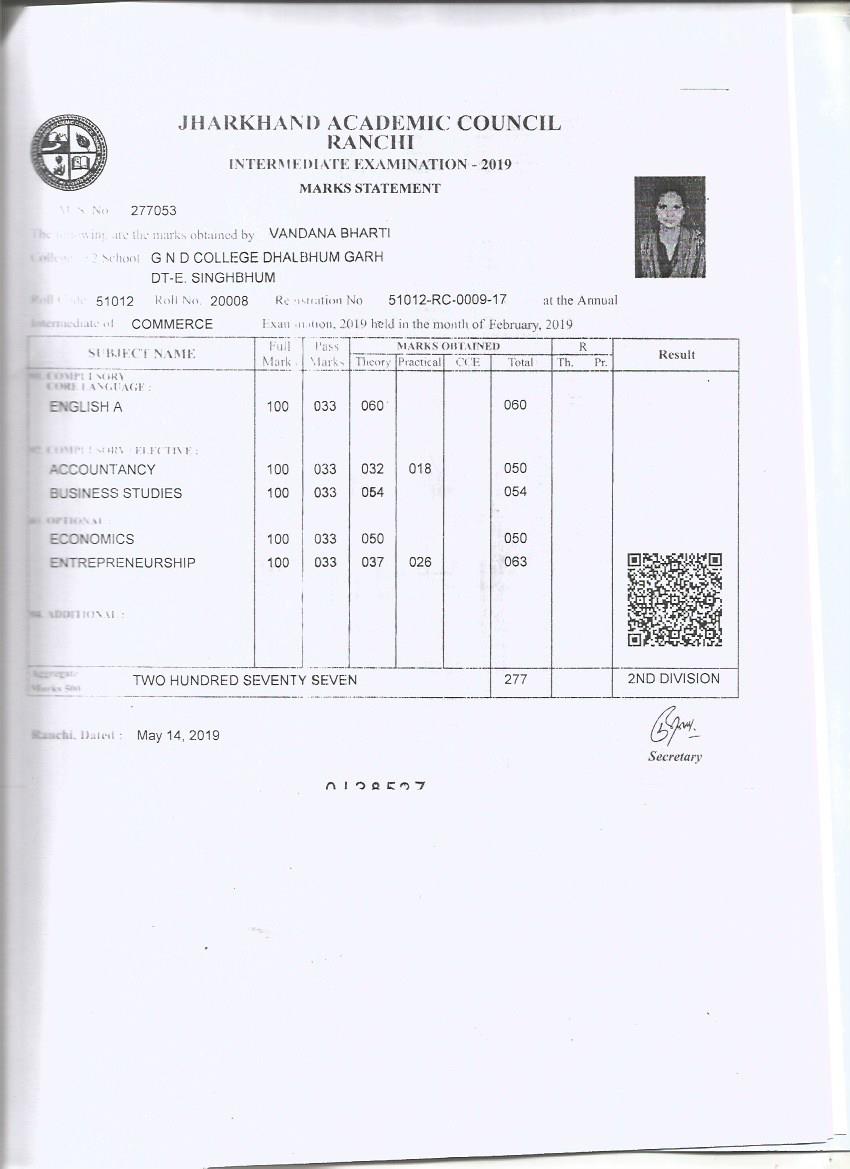 JHARKHAND ACADEMIC COUNCIL
RANCHI
INTERMEDIATE EXAMINATION - 2019
MARKS STATEMENT
M.S. No 277053
The following are the marks obtained by VANDANA BHARTI
College / +2 School G N D COLLEGE DHALBHUM GARH
DT-E. SINGHBHUM
Roll Code 51012 Roll No. 20008 Registration No 51012-RC-0009-17 at the Annual
Intermediate of COMMERCE Examination, 2019 held in the month of February, 2019
SUBJECT NAME Full Marks Pass Marks MARKS OBTAINED R Result
Theory Practical CCE Total Th. Pr.
01. COMPULSORY
CORE LANGUAGE :
ENGLISH A 100 033 060 060
02. COMPULSORY ELECTIVE :
ACCOUNTANCY 100 033 032 018 050
BUSINESS STUDIES 100 033 054 054
03. OPTIONAL :
ECONOMICS 100 033 050 050
ENTREPRENEURSHIP 100 033 037 026 063
04. ADDITIONAL :
Aggregate Marks 500 TWO HUNDRED SEVENTY SEVEN 277 2ND DIVISION
Ranchi, Dated : May 14, 2019
Secretary